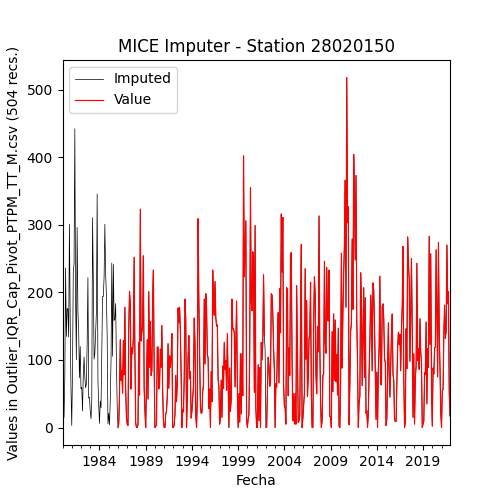 MICE Imputer - Station 28020150
Imputed
Value
Values in Outlier_IQR_Cap_Pivot_PTPM_TT_M.csv (504 recs.)
500
400
300
200
100
0
1984 1989 1994 1999 2004 2009 2014 2019
Fecha